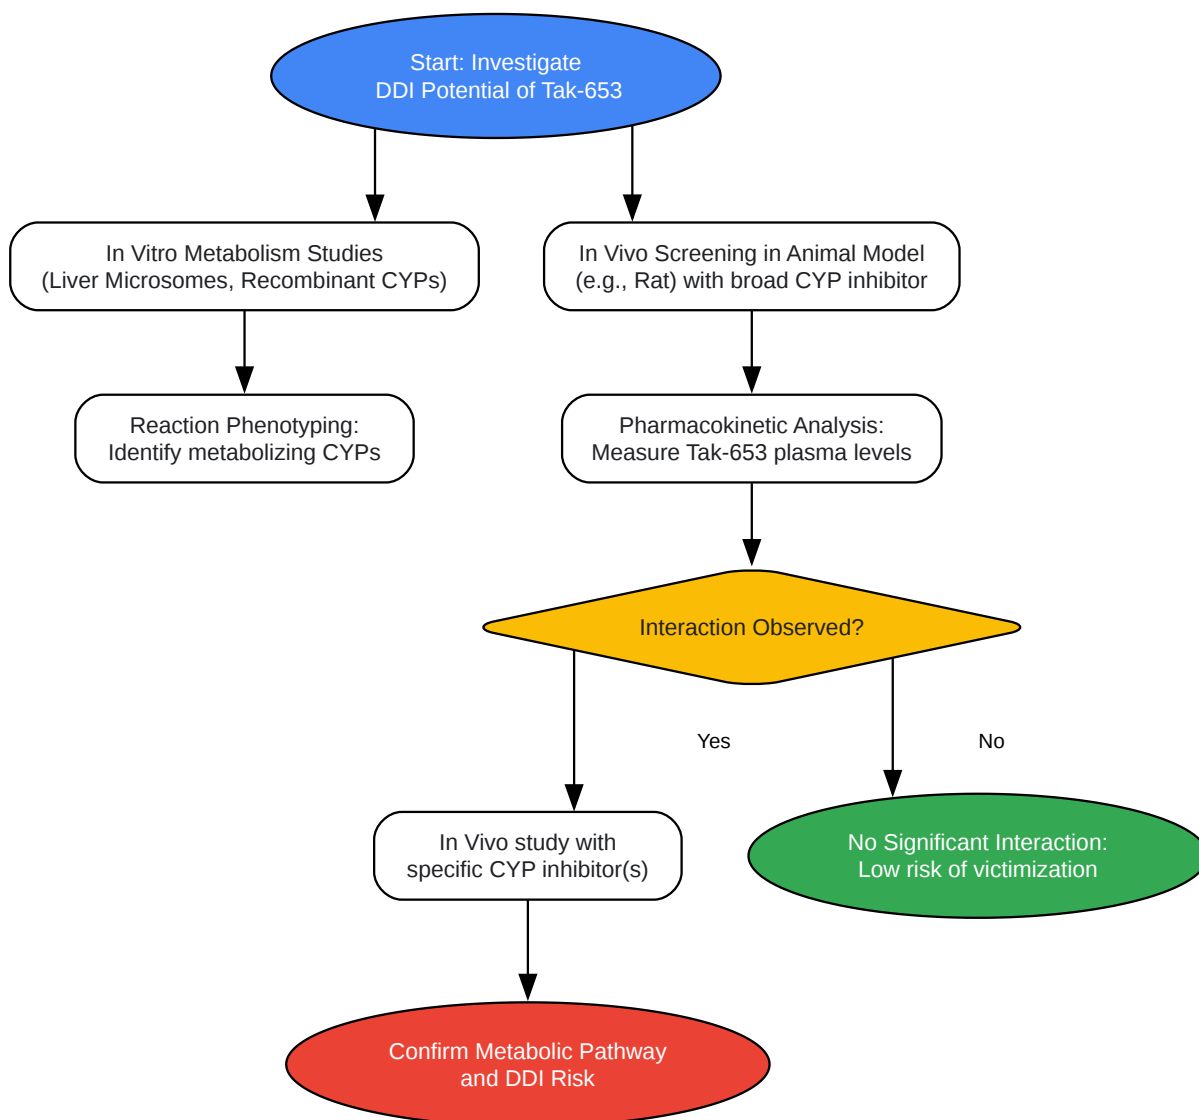 Start: Investigate
DDI Potential of Tak-653
In Vitro Metabolism Studies
(Liver Microsomes, Recombinant CYPs)
In Vivo Screening in Animal Model
(e.g., Rat) with broad CYP inhibitor
Reaction Phenotyping:
Identify metabolizing CYPs
Pharmacokinetic Analysis:
Measure Tak-653 plasma levels
Interaction Observed?
Yes
No
In Vivo study with
specific CYP inhibitor(s)
No Significant Interaction:
Low risk of victimization
Confirm Metabolic Pathway
and DDI Risk